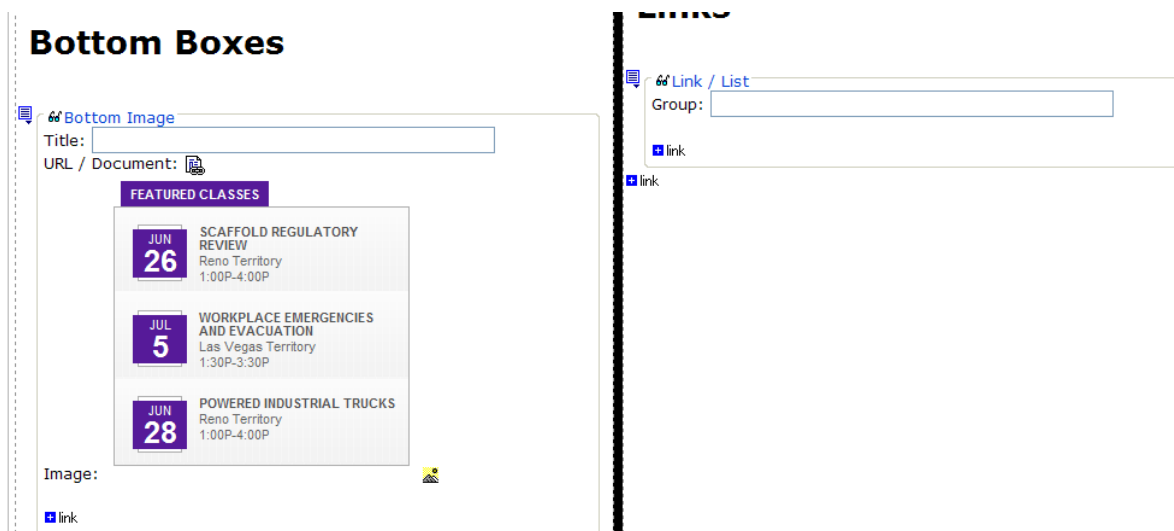 Bottom Boxes
Bottom Image
Title:
URL / Document:
FEATURED CLASSES
JUN
26
SCAFFOLD REGULATORY
REVIEW
Reno Territory
1:00P-4:00P
JUL
5
WORKPLACE EMERGENCIES
AND EVACUATION
Las Vegas Territory
1:30P-3:30P
JUN
28
POWERED INDUSTRIAL TRUCKS
Reno Territory
1:00P-4:00P
Image:
link
Links
Link / List
Group:
link
link